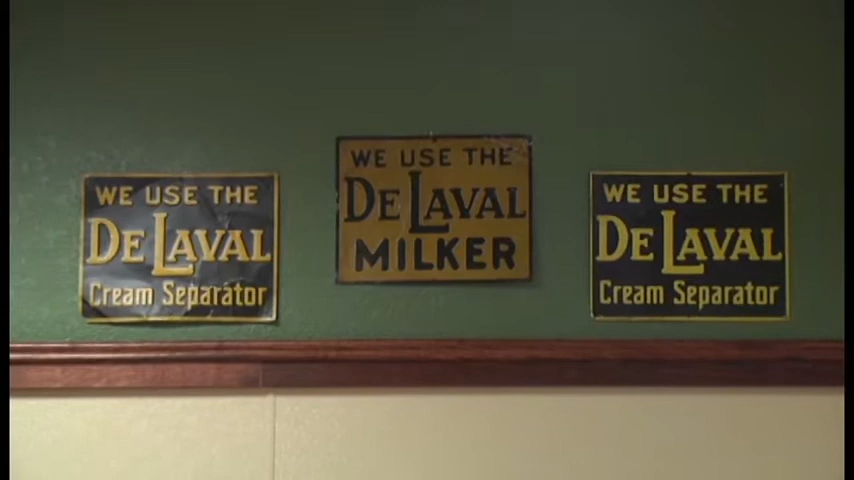 WE USE THE
DE LAVAL
Cream Separator
WE USE THE
DE LAVAL
MILKER
WE USE THE
DE LAVAL
Cream Separator